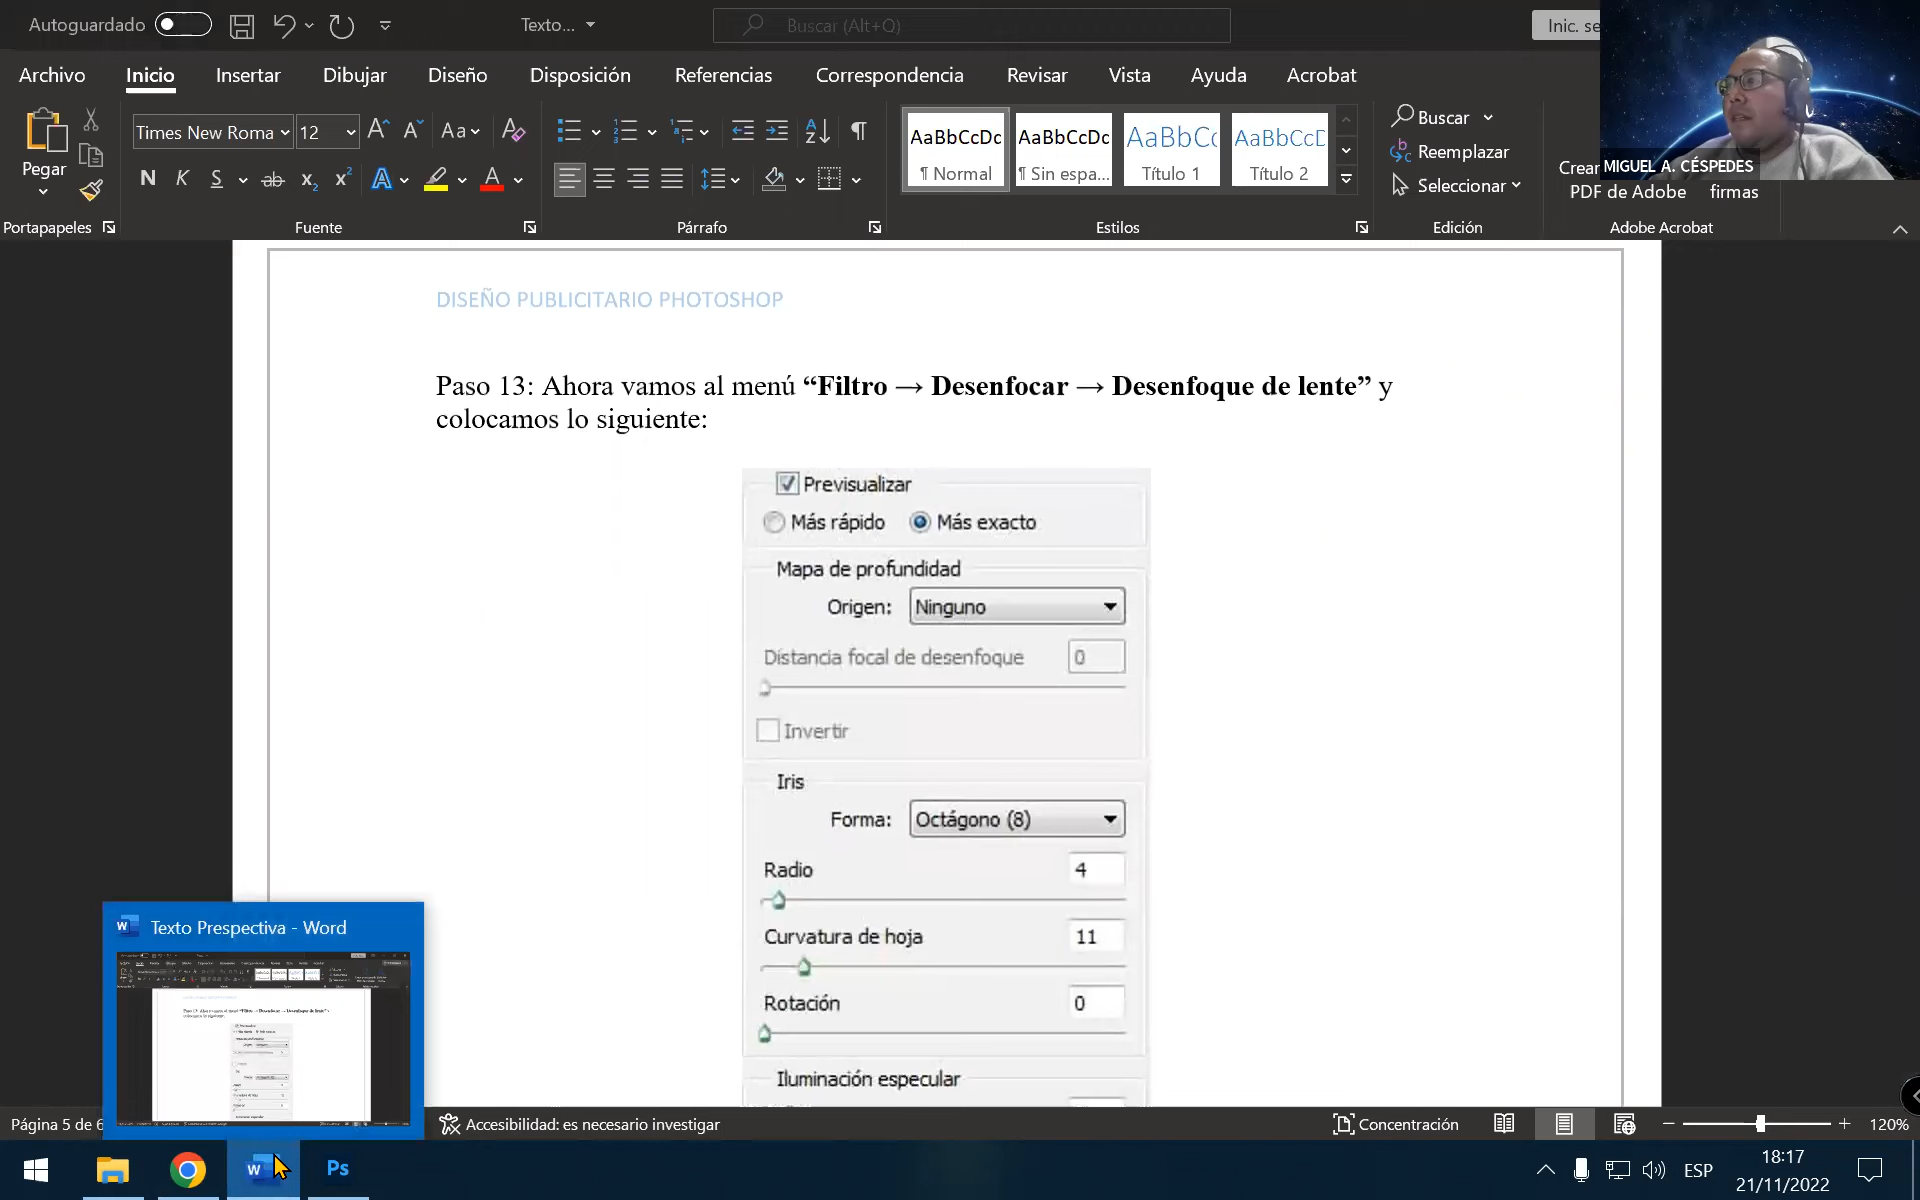 Autoguardado
Texto...
Buscar (Alt+Q)
Inic. se
Archivo Inicio Insertar Dibujar Diseño Disposición Referencias Correspondencia Revisar Vista Ayuda Acrobat
Pegar
Times New Roma 12 Aa
N K S ab x₂ x² A A
AaBbCcDc AaBbCcDc AaBbC AaBbCcD
¶ Normal ¶ Sin espa... Título 1 Título 2
Buscar
Reemplazar
Seleccionar
Crear
PDF de Adobe firmas
MIGUEL A. CÉSPEDES
Portapapeles Fuente Párrafo Estilos Edición Adobe Acrobat
DISEÑO PUBLICITARIO PHOTOSHOP
Paso 13: Ahora vamos al menú “Filtro → Desenfocar → Desenfoque de lente” y
colocamos lo siguiente:
Previsualizar
Más rápido Más exacto
Mapa de profundidad
Origen: Ninguno
Distancia focal de desenfoque 0
Invertir
Iris
Forma: Octágono (8)
Radio 4
Curvatura de hoja 11
Rotación 0
Iluminación especular
Texto Prespectiva - Word
Página 5 de 6
Accesibilidad: es necesario investigar
Concentración
120%
Ps
ESP
18:17
21/11/2022